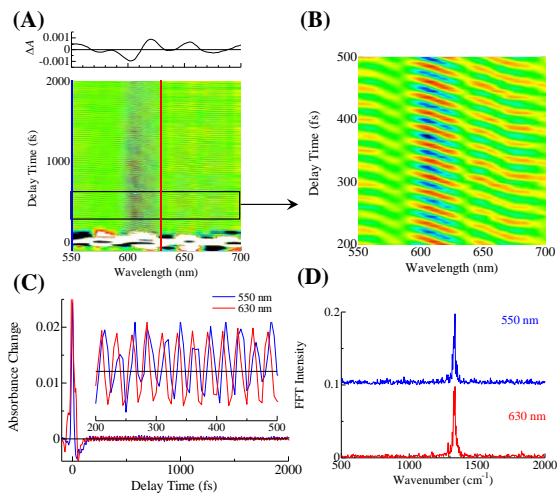 (A)
(B)
ΔA
0.001
0
-0.001
2000
1000
0
Delay Time (fs)
550
600
650
700
Wavelength (nm)
500
400
300
200
Delay Time (fs)
550
600
650
700
Wavelength (nm)
(C)
(D)
0.02
0.01
0
Absorbance Change
550 nm
630 nm
200
300
400
500
0
1000
2000
Delay Time (fs)
0.2
0.1
0
FFT Intensity
550 nm
630 nm
500
1000
1500
2000
Wavenumber (cm⁻¹)